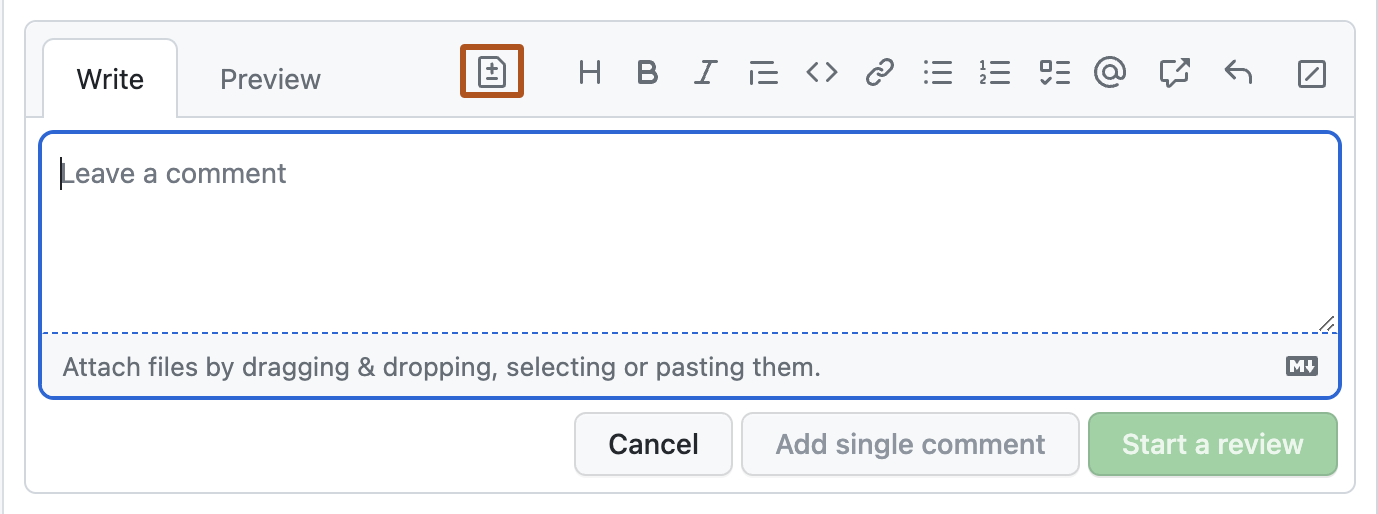 Write Preview H B I
Leave a comment
Attach files by dragging & dropping, selecting or pasting them. M
Cancel Add single comment Start a review